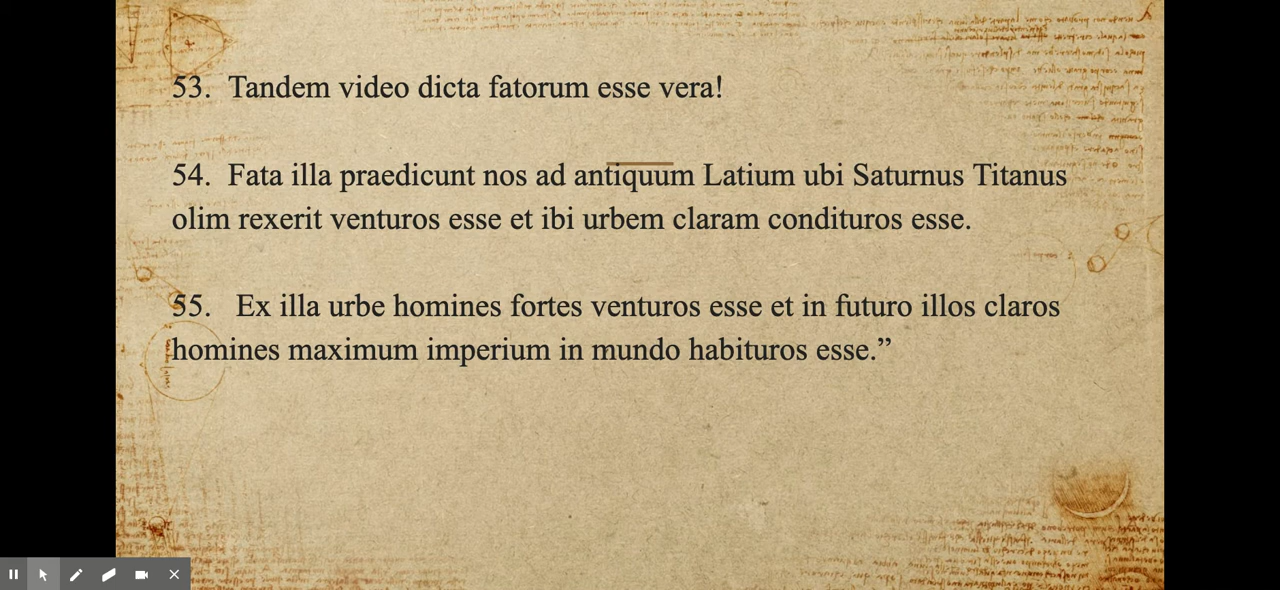 53. Tandem video dicta fatorum esse vera!
54. Fata illa praedicunt nos ad antiquum Latium ubi Saturnus Titanus
olim rexerit venturos esse et ibi urbem claram condituros esse.
55. Ex illa urbe homines fortes venturos esse et in futuro illos claros
homines maximum imperium in mundo habituros esse.”